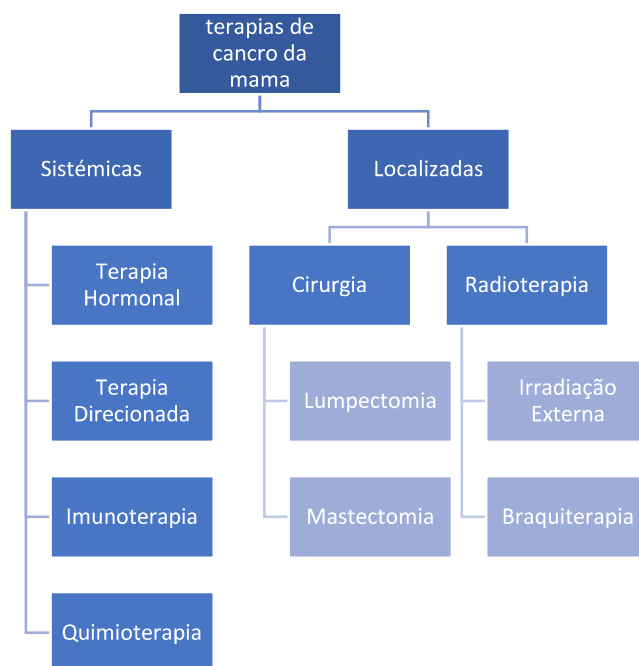 terapias de
cancro da
mama
Sistémicas
Localizadas
Terapia
Hormonal
Cirurgia
Radioterapia
Terapia
Direcionada
Lumpectomia
Irradiação
Externa
Imunoterapia
Mastectomia
Braquiterapia
Quimioterapia